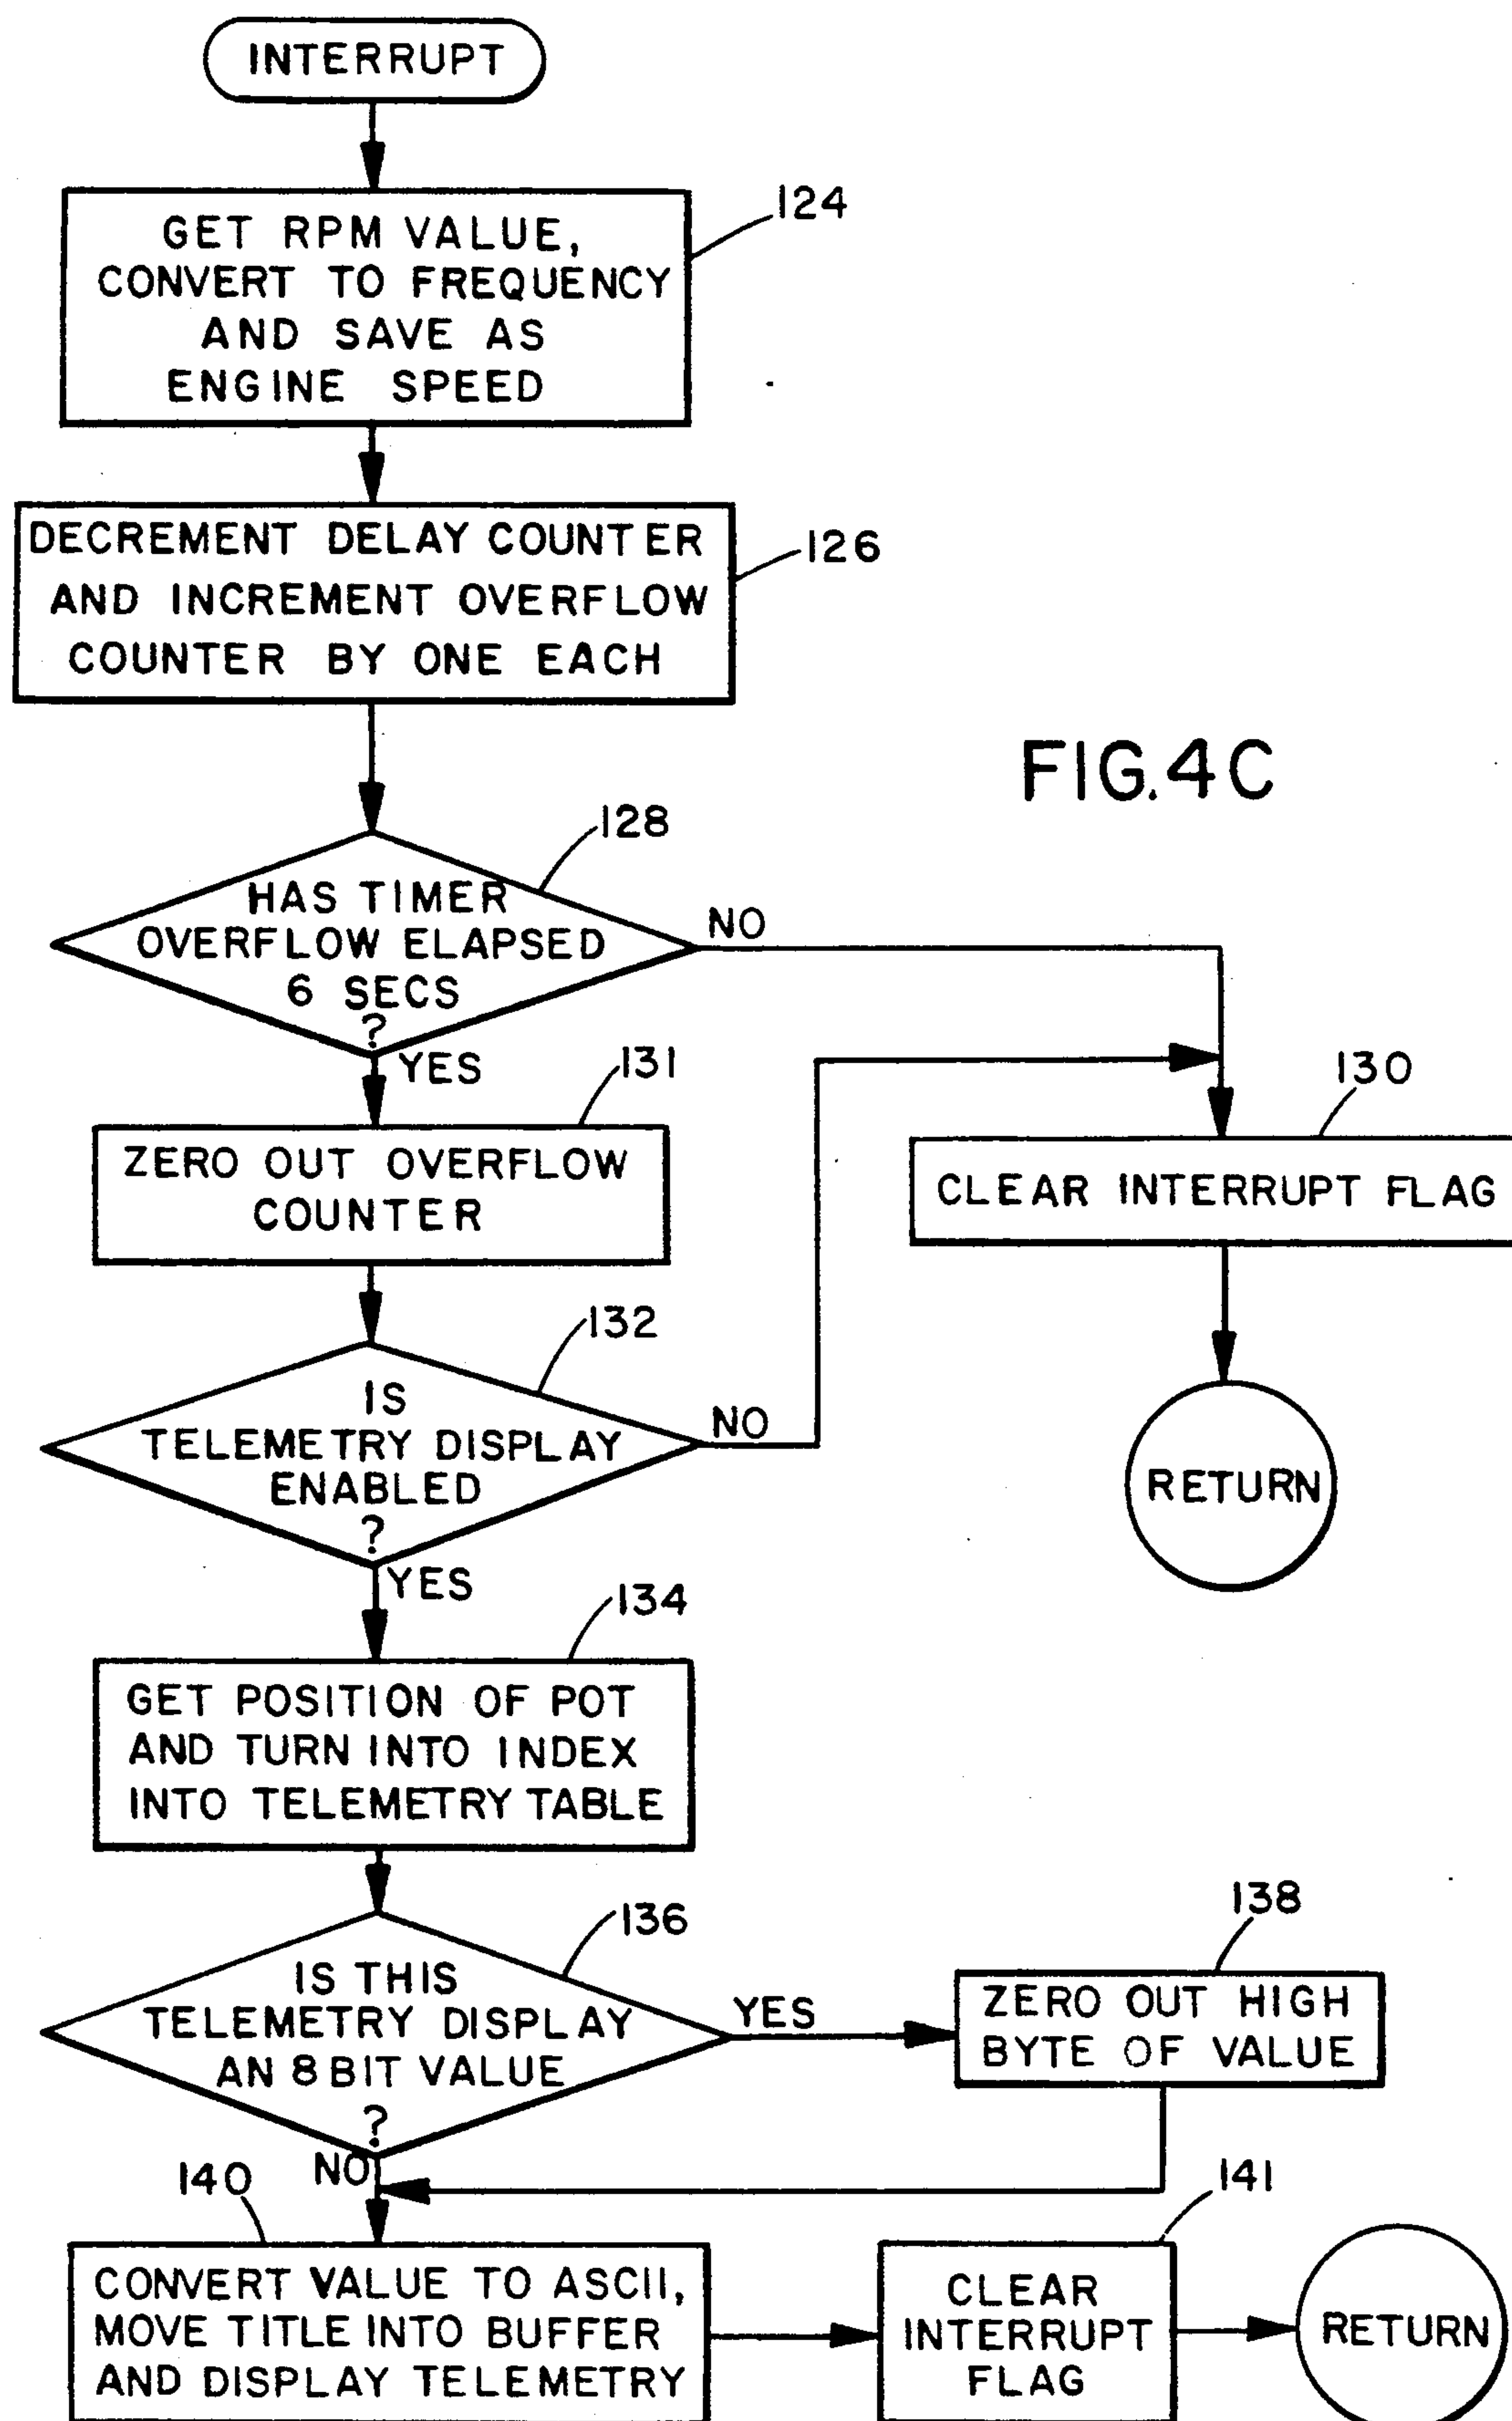 INTERRUPT
124
GET RPM VALUE,
CONVERT TO FREQUENCY
AND SAVE AS
ENGINE SPEED
126
DECREMENT DELAY COUNTER
AND INCREMENT OVERFLOW
COUNTER BY ONE EACH
FIG.4C
128
HAS TIMER
OVERFLOW ELAPSED
6 SECS
?
NO
YES
131
ZERO OUT OVERFLOW
COUNTER
130
CLEAR INTERRUPT FLAG
RETURN
132
IS
TELEMETRY DISPLAY
ENABLED
?
NO
YES
134
GET POSITION OF POT
AND TURN INTO INDEX
INTO TELEMETRY TABLE
136
IS THIS
TELEMETRY DISPLAY
AN 8 BIT VALUE
?
YES
NO
138
ZERO OUT HIGH
BYTE OF VALUE
140
CONVERT VALUE TO ASCII,
MOVE TITLE INTO BUFFER
AND DISPLAY TELEMETRY
141
CLEAR
INTERRUPT
FLAG
RETURN